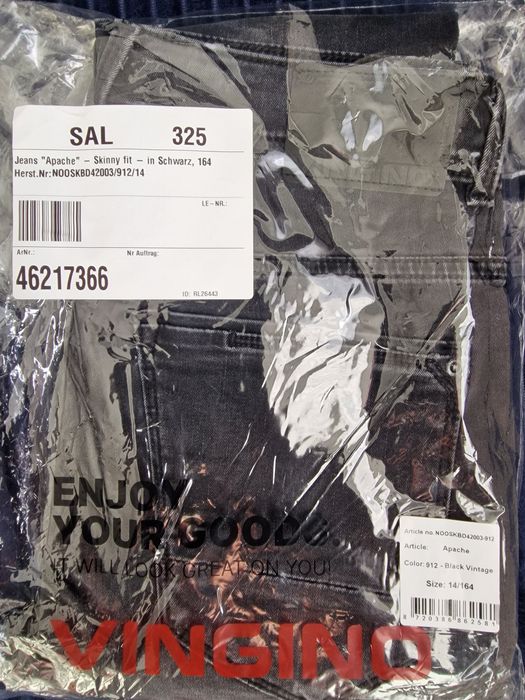 SAL 325
Jeans "Apache" – Skinny fit – in Schwarz, 164
Herst.Nr:NOOSKBD42003/912/14
LE-NR.:
ArNr.: Nr Auftrag:
46217366
ID: RL26443
ENJOY
YOUR GOODS
IT WILL LOOK GREAT ON YOU!
Article no.NOOSKBD42003-912
Article: Apache
Color: 912 - Black Vintage
Size: 14/164
8720386862581
VINGINO